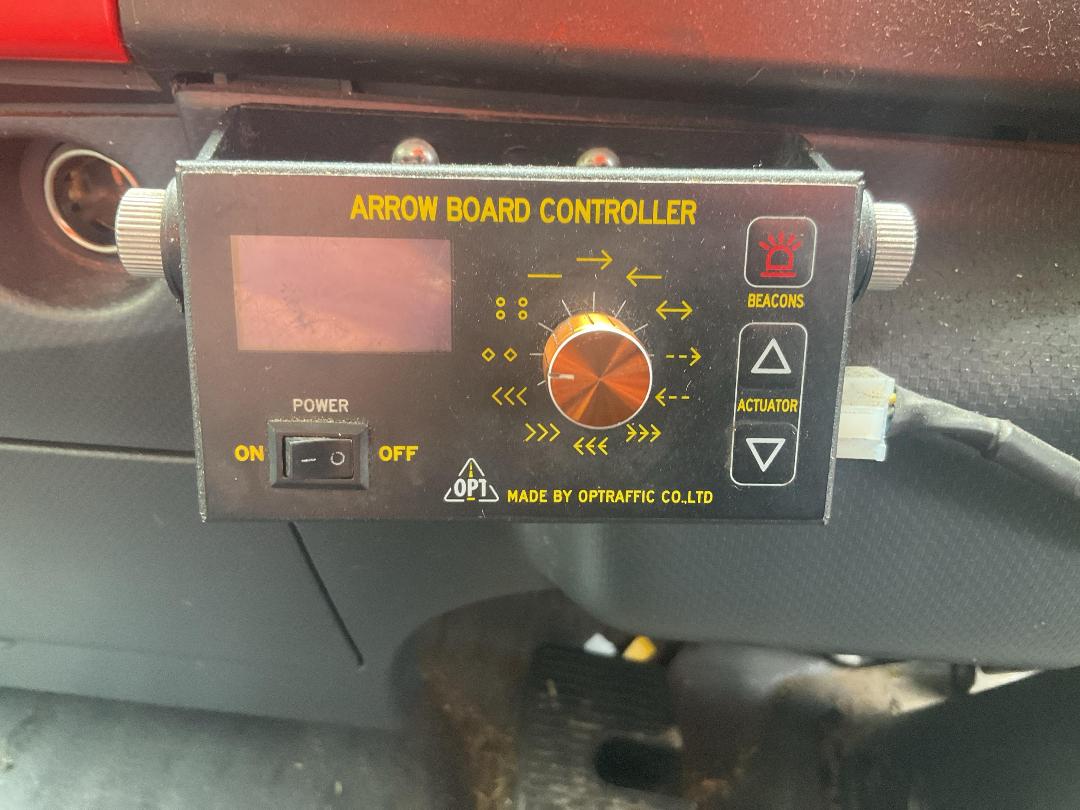 ARROW BOARD CONTROLLER
BEACONS
POWER
ACTUATOR
ON OFF
OPT MADE BY OPTRAFFIC CO.,LTD